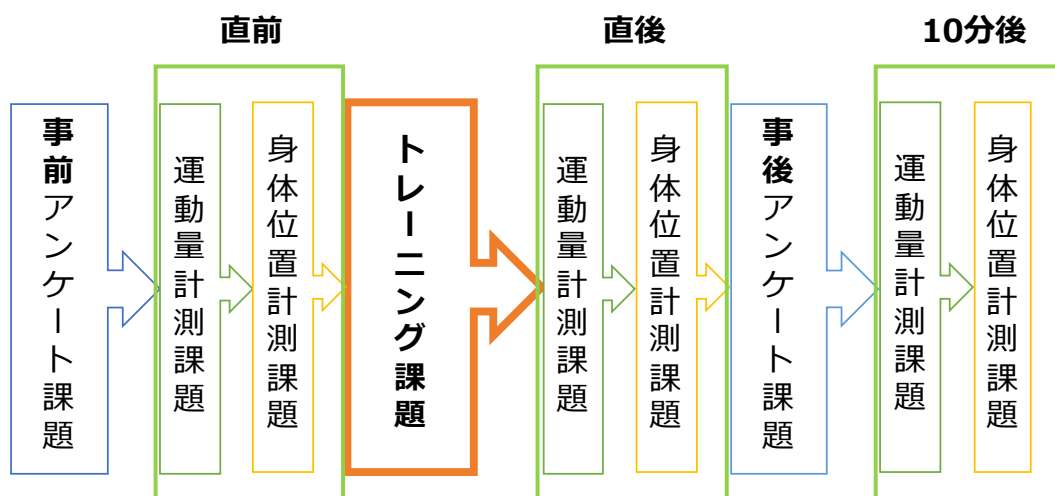 直前
直後
10分後
事前アンケート課題
運動量計測課題
身体位置計測課題
トレーニング課題
運動量計測課題
身体位置計測課題
事後アンケート課題
運動量計測課題
身体位置計測課題